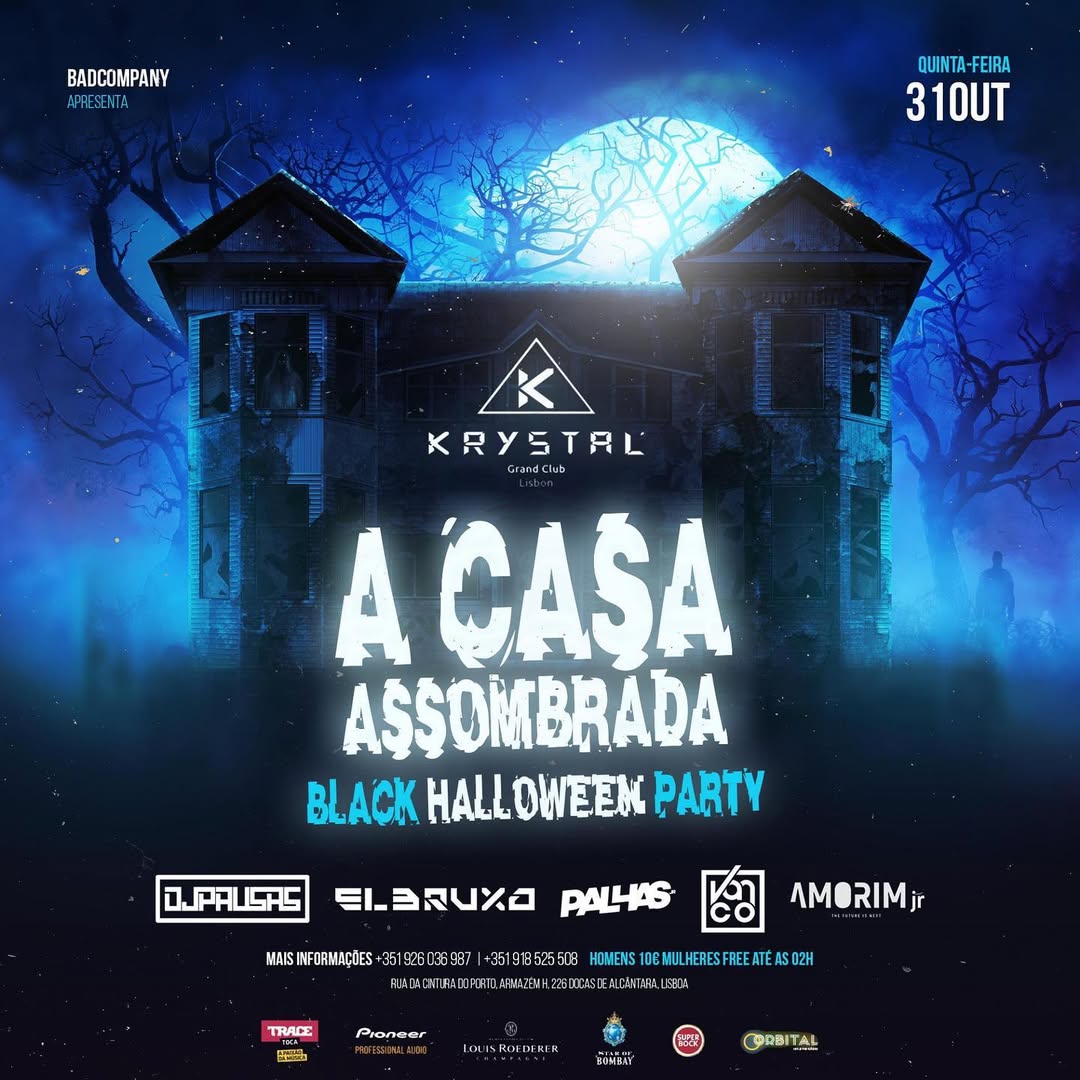 BADCOMPANY
APRESENTA
QUINTA-FEIRA
31OUT
K
KRYSTAL
Grand Club
Lisbon
A CASA
ASSOMBRADA
BLACK HALLOWEEN PARTY
DJPAUSAS ELBRUXO PALHAS JR VANCO AMORIM jr
THE FUTURE IS NEXT
MAIS INFORMAÇÕES +351 926 036 987 | +351 918 525 508 HOMENS 10€ MULHERES FREE ATÉ AS 02H
RUA DA CINTURA DO PORTO, ARMAZÉM H, 226 DOCAS DE ALCÂNTARA, LISBOA
TRACE
TOCA
A PAIXÃO
DA MÚSICA
Pioneer
PROFESSIONAL AUDIO
LOUIS ROEDERER
CHAMPAGNE
STAR OF
BOMBAY
SUPER
BOCK
ORBITAL